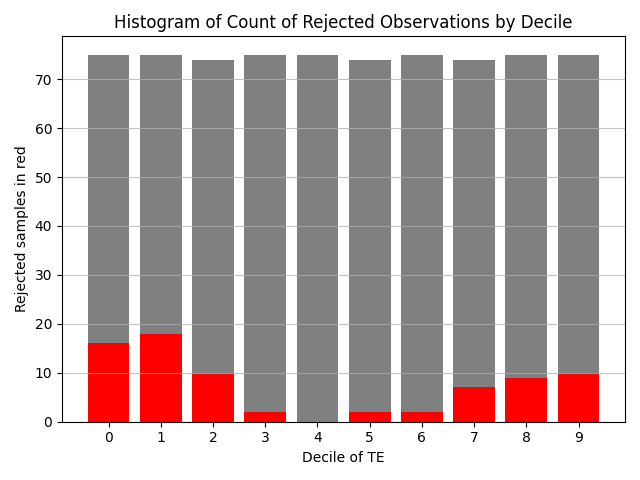 Histogram of Count of Rejected Observations by Decile
Rejected samples in red
70
60
50
40
30
20
10
0
0 1 2 3 4 5 6 7 8 9
Decile of TE